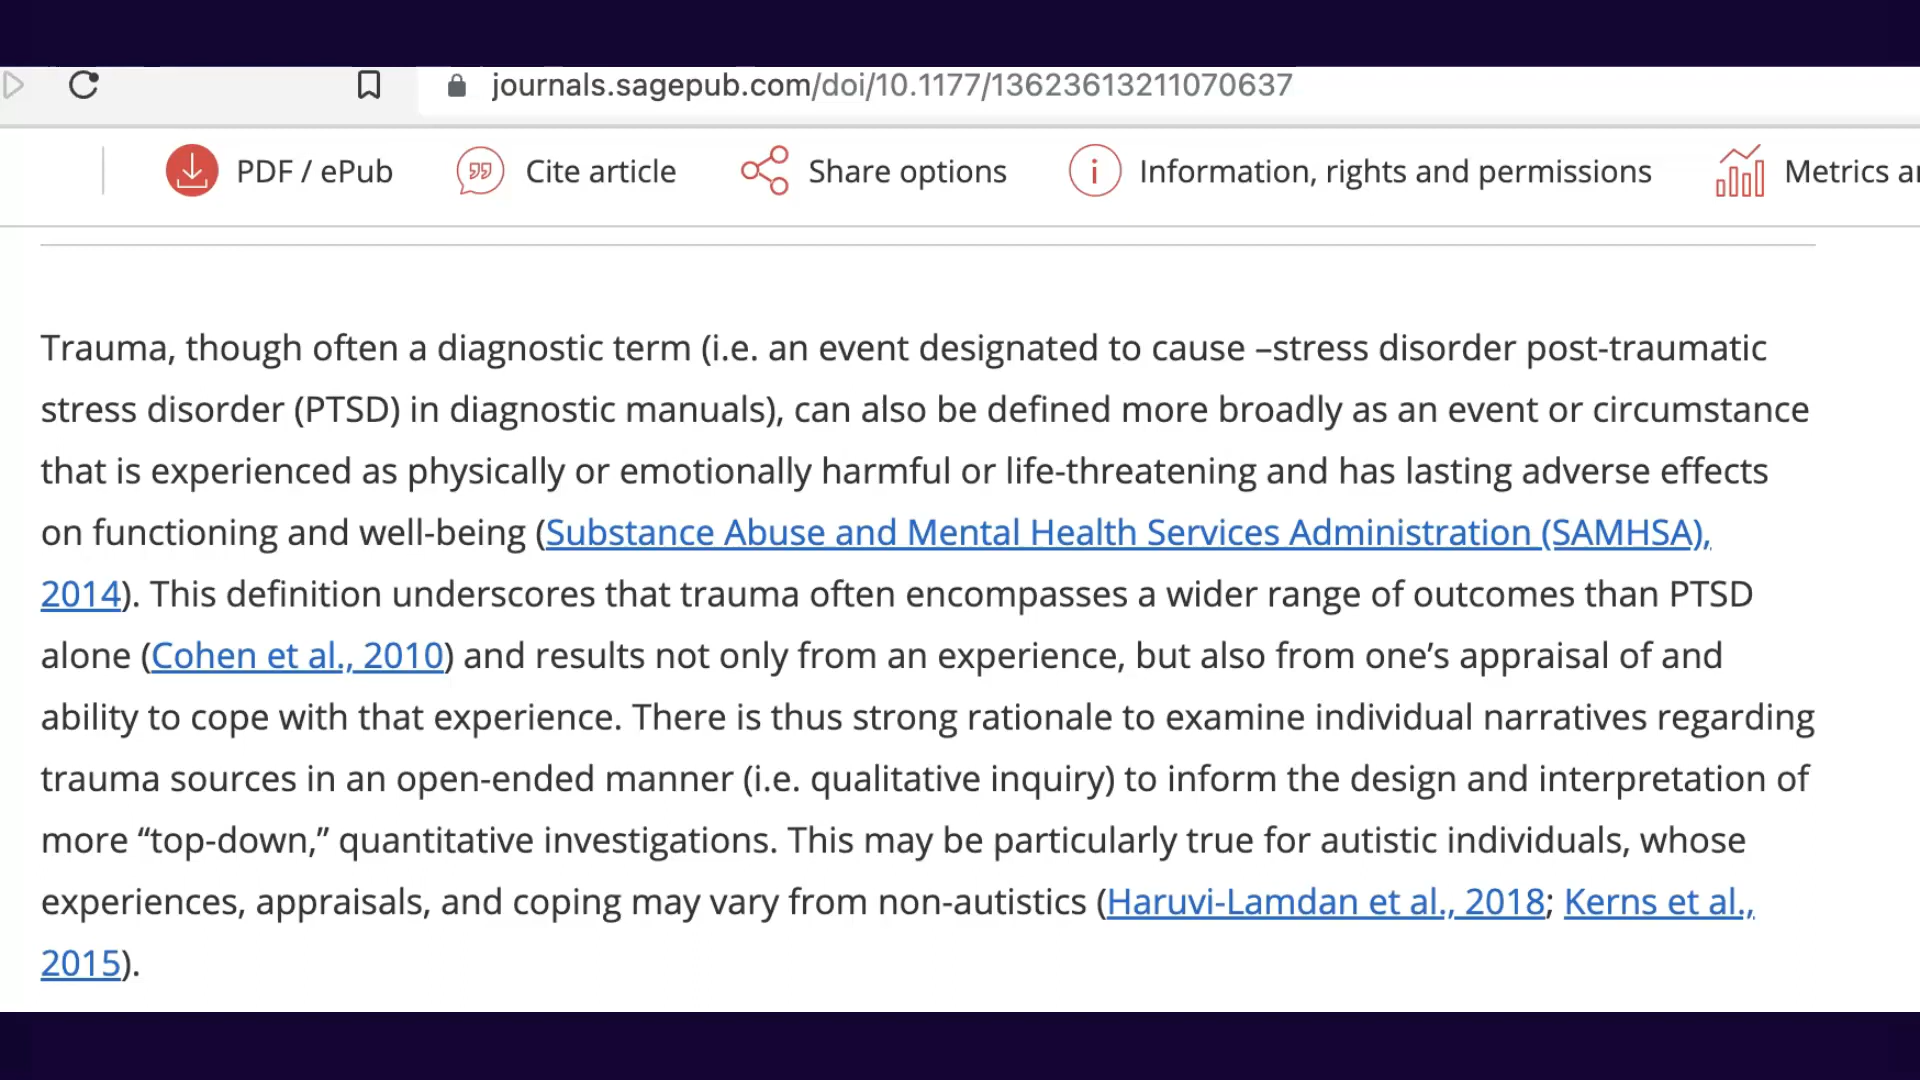 journals.sagepub.com/doi/10.1177/13623613211070637
PDF / ePub Cite article Share options Information, rights and permissions Metrics
Trauma, though often a diagnostic term (i.e. an event designated to cause –stress disorder post-traumatic
stress disorder (PTSD) in diagnostic manuals), can also be defined more broadly as an event or circumstance
that is experienced as physically or emotionally harmful or life-threatening and has lasting adverse effects
on functioning and well-being (Substance Abuse and Mental Health Services Administration (SAMHSA),
2014). This definition underscores that trauma often encompasses a wider range of outcomes than PTSD
alone (Cohen et al., 2010) and results not only from an experience, but also from one’s appraisal of and
ability to cope with that experience. There is thus strong rationale to examine individual narratives regarding
trauma sources in an open-ended manner (i.e. qualitative inquiry) to inform the design and interpretation of
more “top-down,” quantitative investigations. This may be particularly true for autistic individuals, whose
experiences, appraisals, and coping may vary from non-autistics (Haruvi-Lamdan et al., 2018; Kerns et al.,
2015).